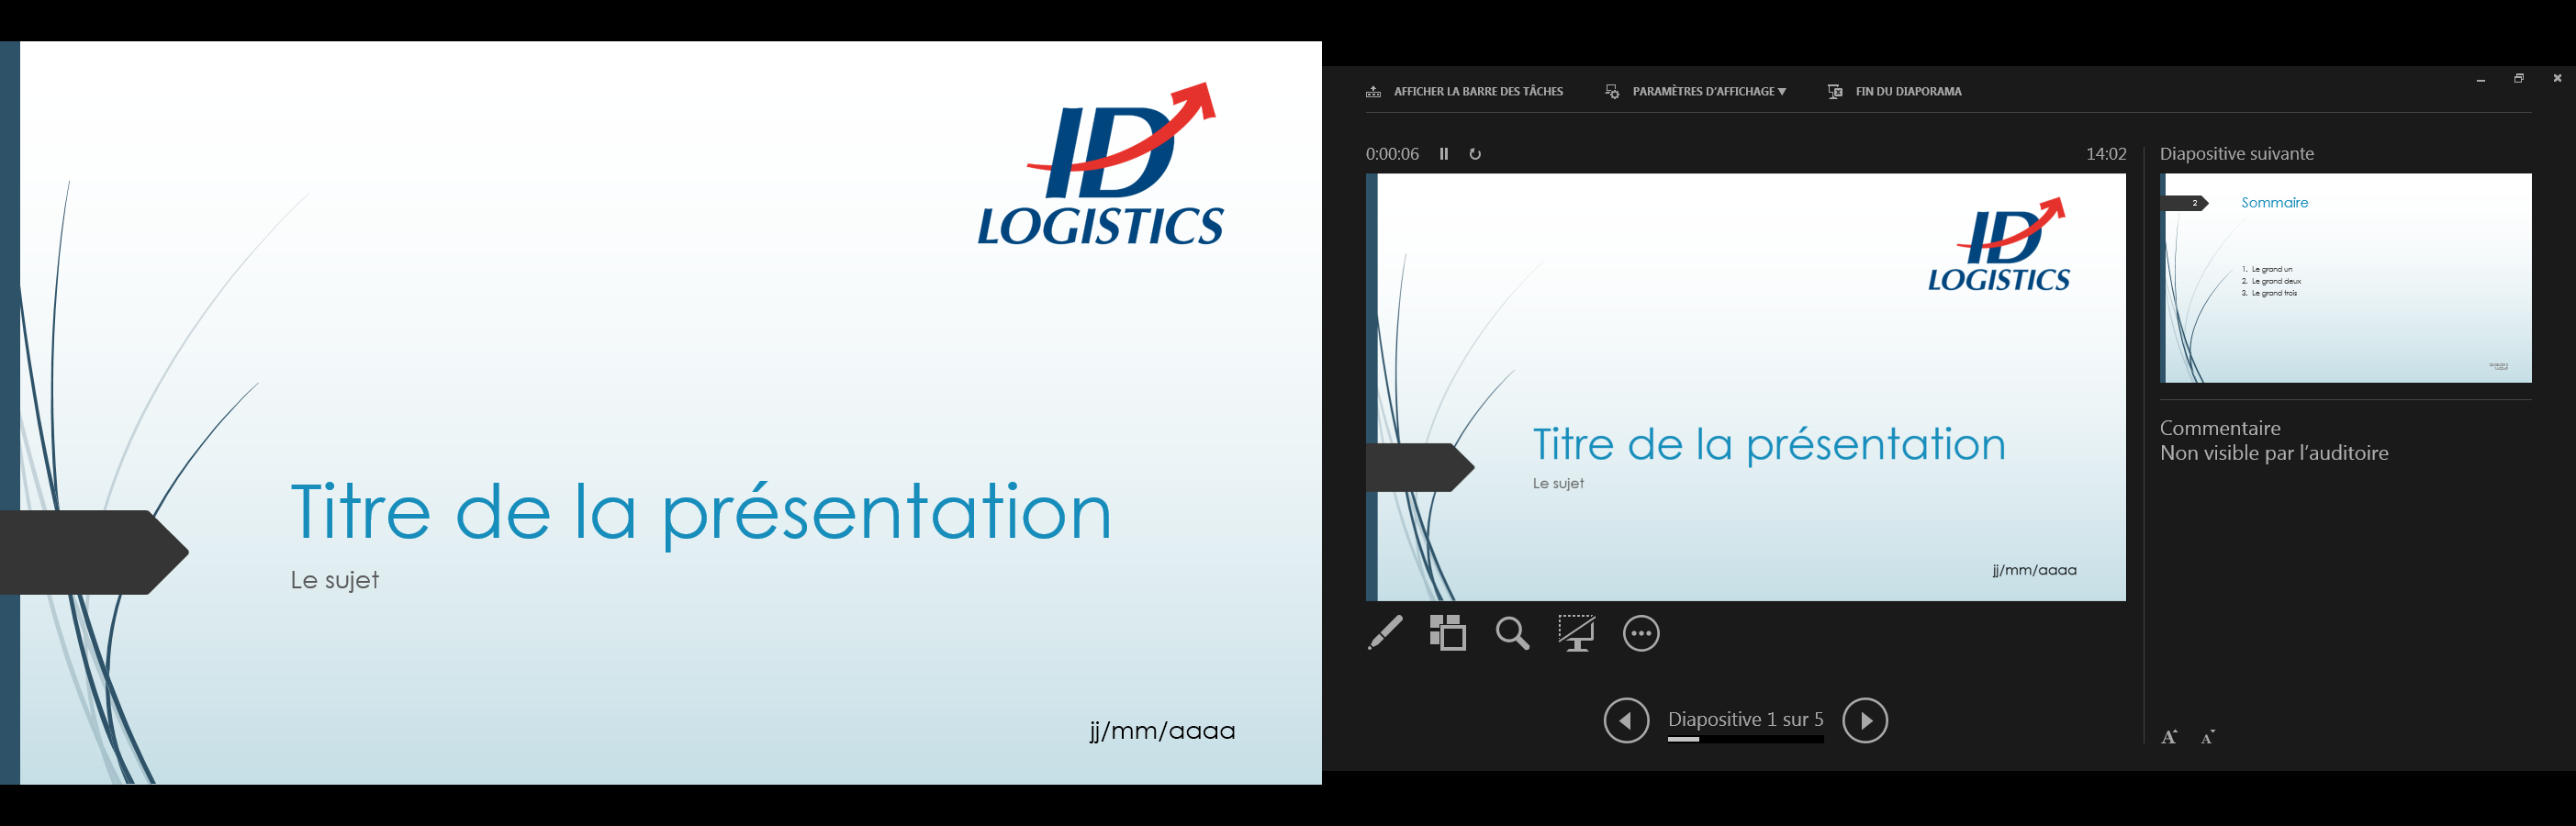 ID
LOGISTICS
Titre de la présentation
Le sujet
jj/mm/aaaa
AFFICHER LA BARRE DES TÂCHES
PARAMÈTRES D'AFFICHAGE
FIN DU DIAPORAMA
0:00:06
14:02
ID
LOGISTICS
Titre de la présentation
Le sujet
jj/mm/aaaa
Diapositive 1 sur 5
Diapositive suivante
2
Sommaire
1. Le grand un
2. Le grand deux
3. Le grand trois
Commentaire
Non visible par l'auditoire
A A